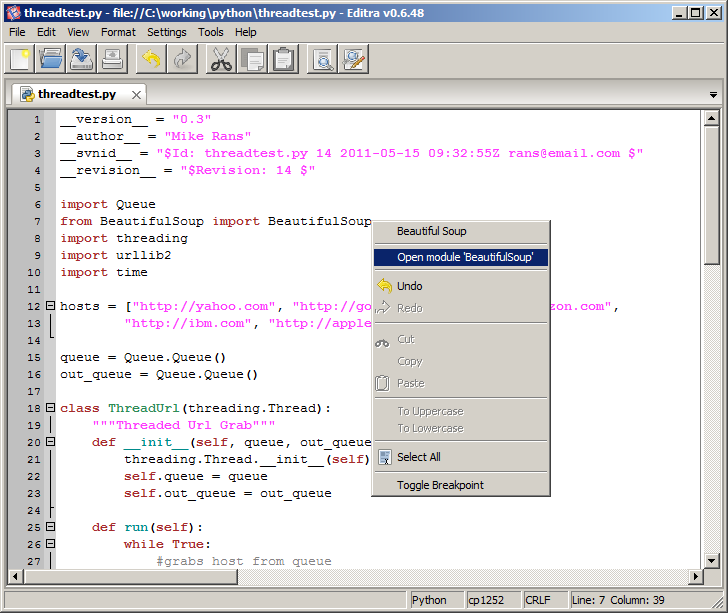 threadtest.py - file://C:\working\python\threadtest.py - Editra v0.6.48
File Edit View Format Settings Tools Help
threadtest.py
1 __version__ = "0.3"
2 __author__ = "Mike Rans"
3 __svnid__ = "$Id: threadtest.py 14 2011-05-15 09:32:55Z rans@email.com $"
4 __revision__ = "$Revision: 14 $"
5
6 import Queue
7 from BeautifulSoup import BeautifulSoup
8 import threading
9 import urllib2
10 import time
11
12 hosts = ["http://yahoo.com", "http://go zon.com",
13 "http://ibm.com", "http://apple
14
15 queue = Queue.Queue()
16 out_queue = Queue.Queue()
17
18 class ThreadUrl(threading.Thread):
19 """Threaded Url Grab"""
20 def __init__(self, queue, out_queue
21 threading.Thread.__init__(self)
22 self.queue = queue
23 self.out_queue = out_queue
24
25 def run(self):
26 while True:
27 #grabs host from queue
Beautiful Soup
Open module 'BeautifulSoup'
Undo
Redo
Cut
Copy
Paste
To Uppercase
To Lowercase
Select All
Toggle Breakpoint
Python cp1252 CRLF Line: 7 Column: 39